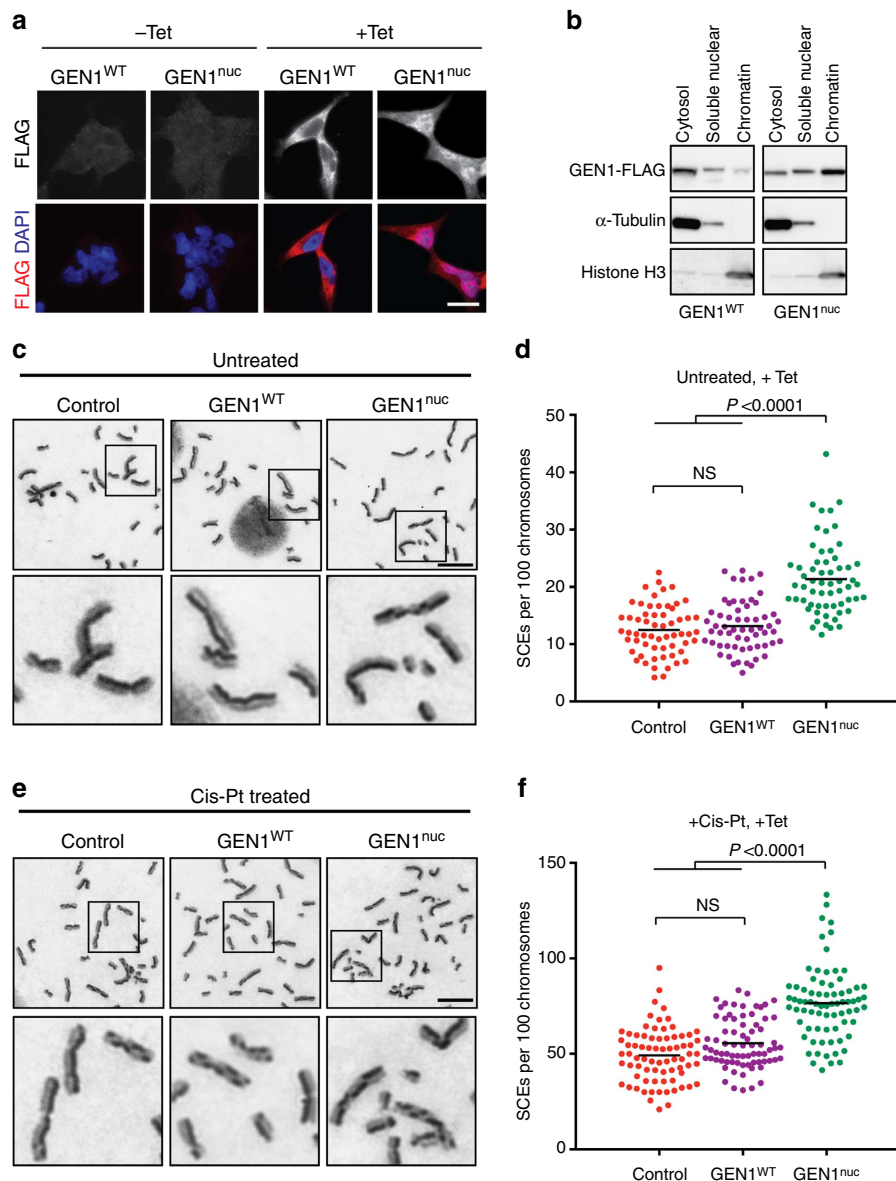 a
–Tet +Tet
GEN1WT GEN1nuc GEN1WT GEN1nuc
FLAG
FLAG DAPI
b
Cytosol Soluble nuclear Chromatin Cytosol Soluble nuclear Chromatin
GEN1-FLAG
α-Tubulin
Histone H3
GEN1WT GEN1nuc
c
Untreated
Control GEN1WT GEN1nuc
d
Untreated, + Tet
P <0.0001
NS
SCEs per 100 chromosomes
50
40
30
20
10
0
Control GEN1WT GEN1nuc
e
Cis-Pt treated
Control GEN1WT GEN1nuc
f
+Cis-Pt, +Tet
P <0.0001
NS
SCEs per 100 chromosomes
150
100
50
0
Control GEN1WT GEN1nuc